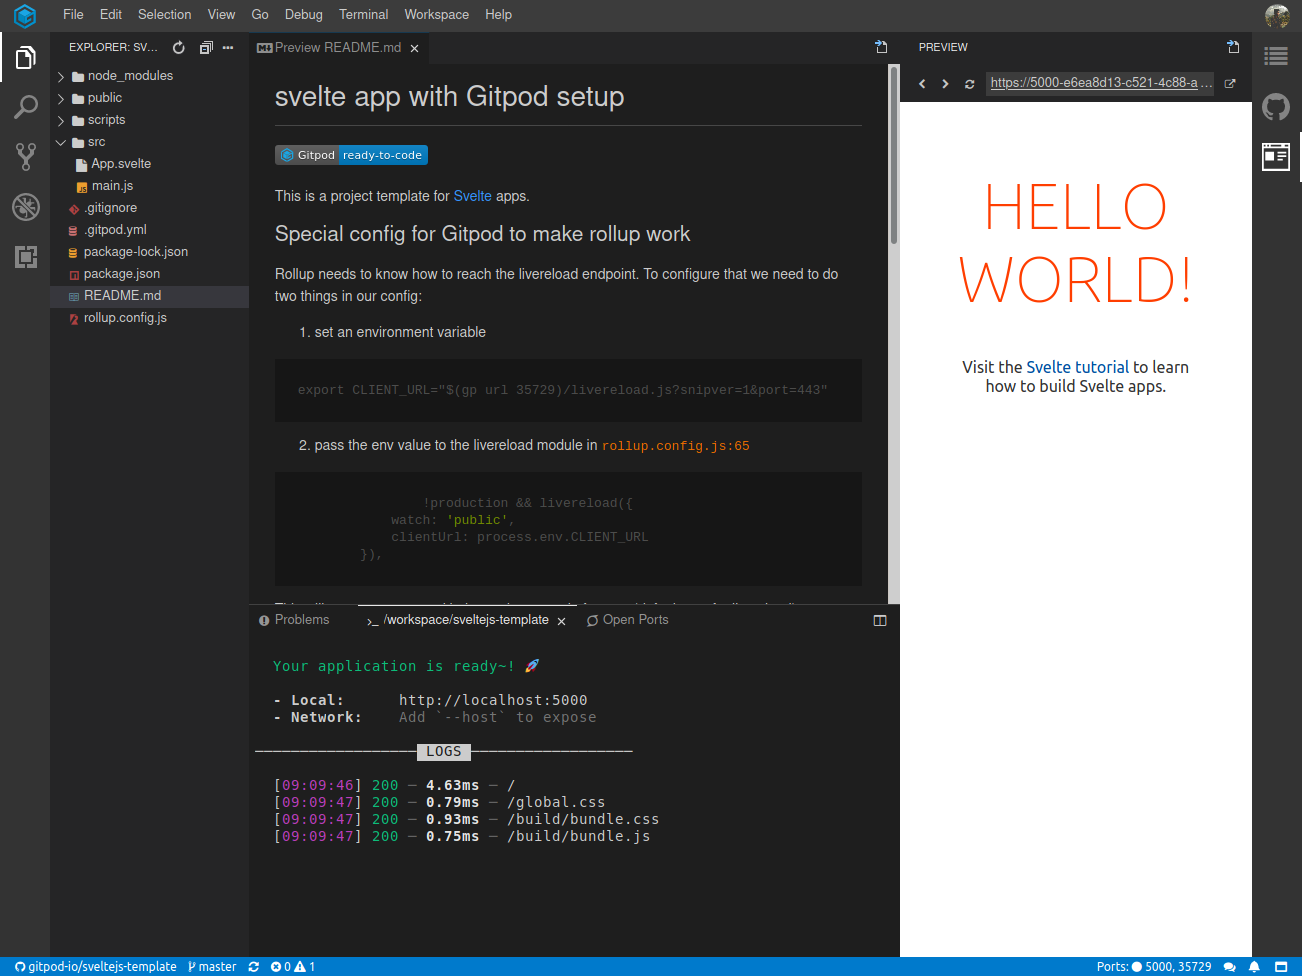 File Edit Selection View Go Debug Terminal Workspace Help
EXPLORER: SV...
node_modules
public
scripts
src
App.svelte
main.js
.gitignore
.gitpod.yml
package-lock.json
package.json
README.md
rollup.config.js
Preview README.md
svelte app with Gitpod setup
Gitpod ready-to-code
This is a project template for Svelte apps.
Special config for Gitpod to make rollup work
Rollup needs to know how to reach the livereload endpoint. To configure that we need to do
two things in our config:
1. set an environment variable
export CLIENT_URL="$(gp url 35729)/livereload.js?snipver=1&port=443"
2. pass the env value to the livereload module in rollup.config.js:65
!production && livereload({
watch: 'public',
clientUrl: process.env.CLIENT_URL
}),
Problems
/workspace/sveltejs-template
Open Ports
Your application is ready~! 🚀
- Local: http://localhost:5000
- Network: Add `--host` to expose
LOGS
[09:09:46] 200 ─ 4.63ms ─ /
[09:09:47] 200 ─ 0.79ms ─ /global.css
[09:09:47] 200 ─ 0.93ms ─ /build/bundle.css
[09:09:47] 200 ─ 0.75ms ─ /build/bundle.js
PREVIEW
https://5000-e6ea8d13-c521-4c88-a...
HELLO
WORLD!
Visit the Svelte tutorial to learn
how to build Svelte apps.
gitpod-io/sveltejs-template master 0 1
Ports: 5000, 35729